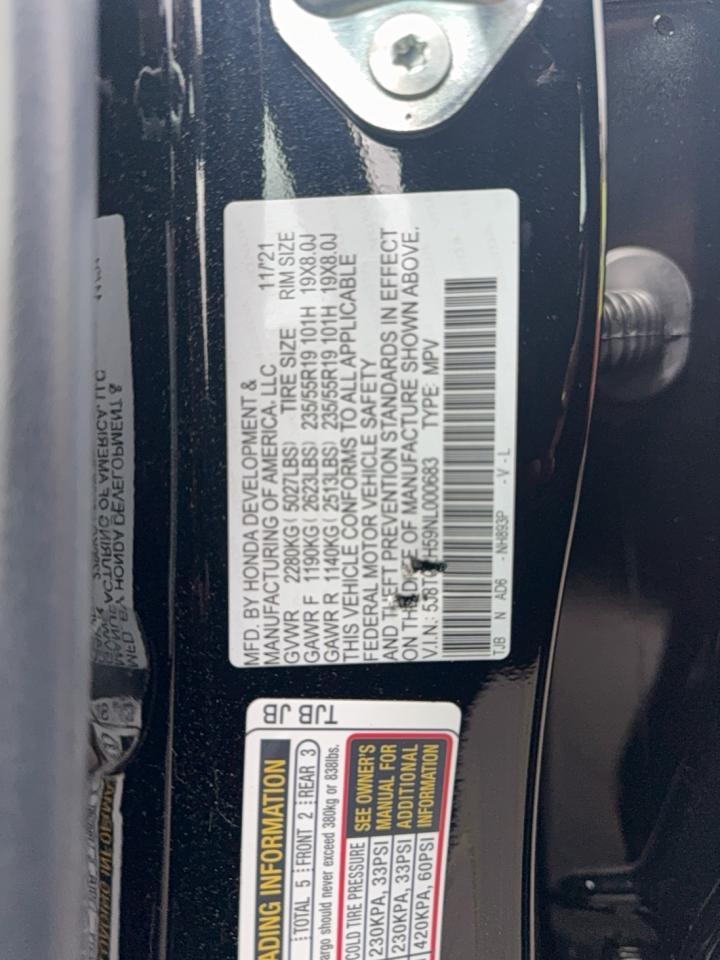 MFD. BY HONDA DEVELOPMENT &
MANUFACTURING OF AMERICA, LLC 11/'21
GVWR 2280KG ( 5027LBS) TIRE SIZE RIM SIZE
GAWR F 1190KG ( 2623LBS) 235/55R19 101H 19X8.0J
GAWR R 1140KG ( 2513LBS) 235/55R19 101H 19X8.0J
THIS VEHICLE CONFORMS TO ALL APPLICABLE
FEDERAL MOTOR VEHICLE SAFETY
AND THEFT PREVENTION STANDARDS IN EFFECT
ON THE DATE OF MANUFACTURE SHOWN ABOVE.
V.I.N.: TYPE: MPV
TJB N AD6 - NH893P - V - L
TJB JB
ADING INFORMATION
TOTAL 5 FRONT 2 REAR 3
argo should never exceed 380kg or 838lbs.
COLD TIRE PRESSURE SEE OWNER'S
230KPA, 33PSI MANUAL FOR
230KPA, 33PSI ADDITIONAL
420KPA, 60PSI INFORMATION